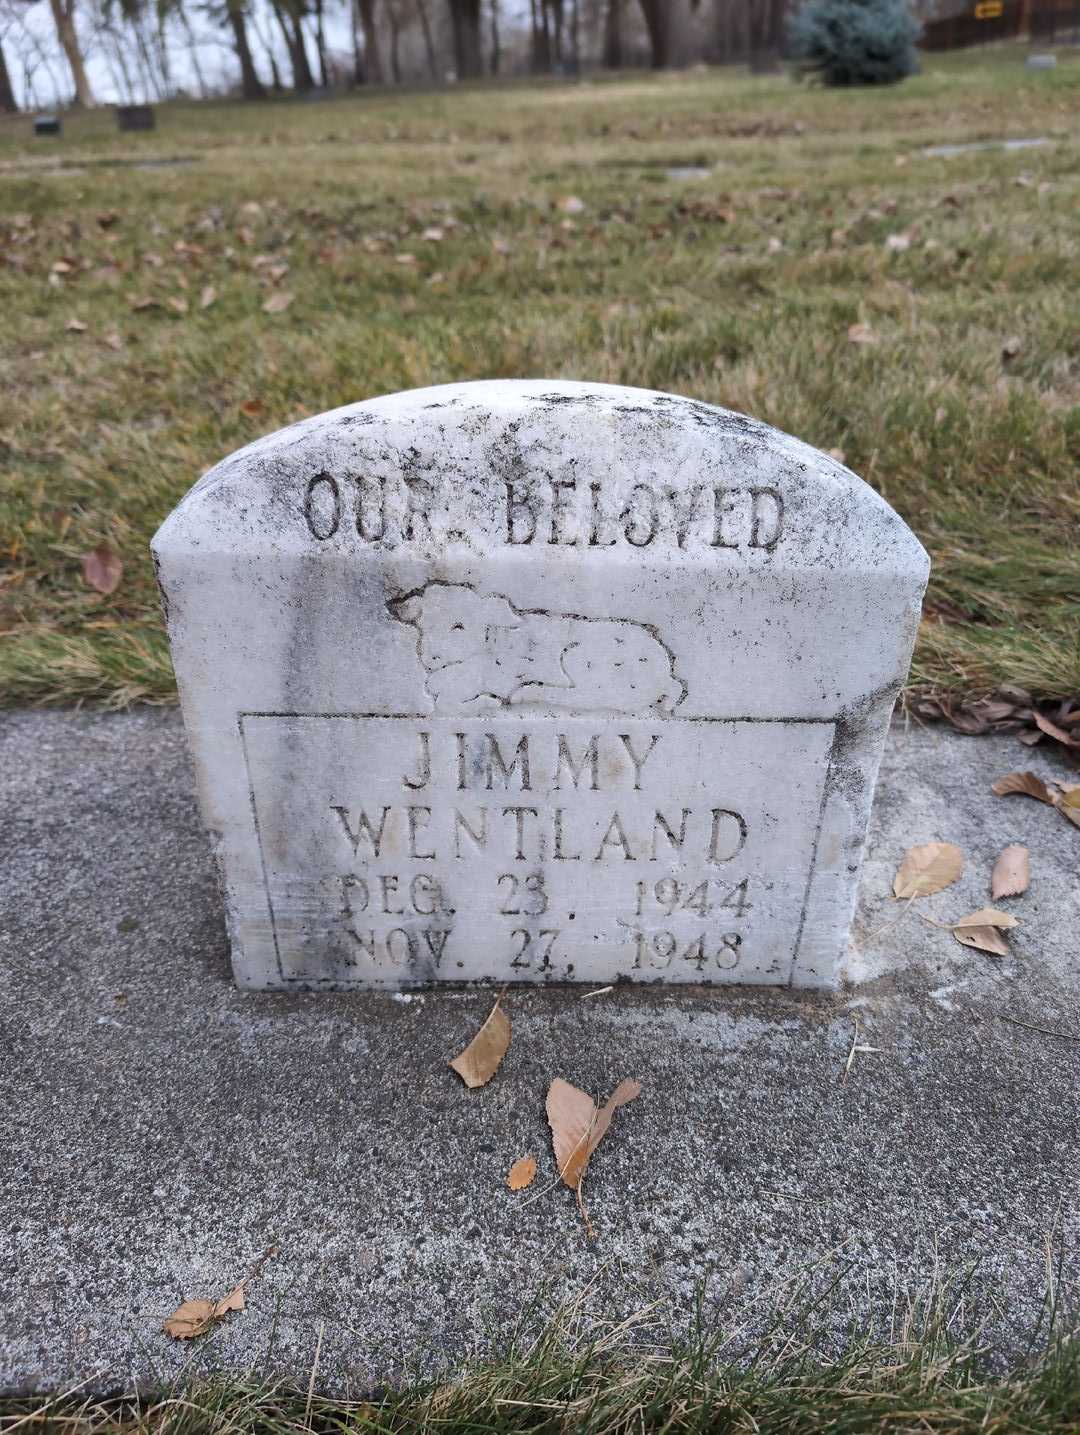 OUR BELOVED
JIMMY
WENTLAND
DEC. 23, 1944
NOV. 27, 1948